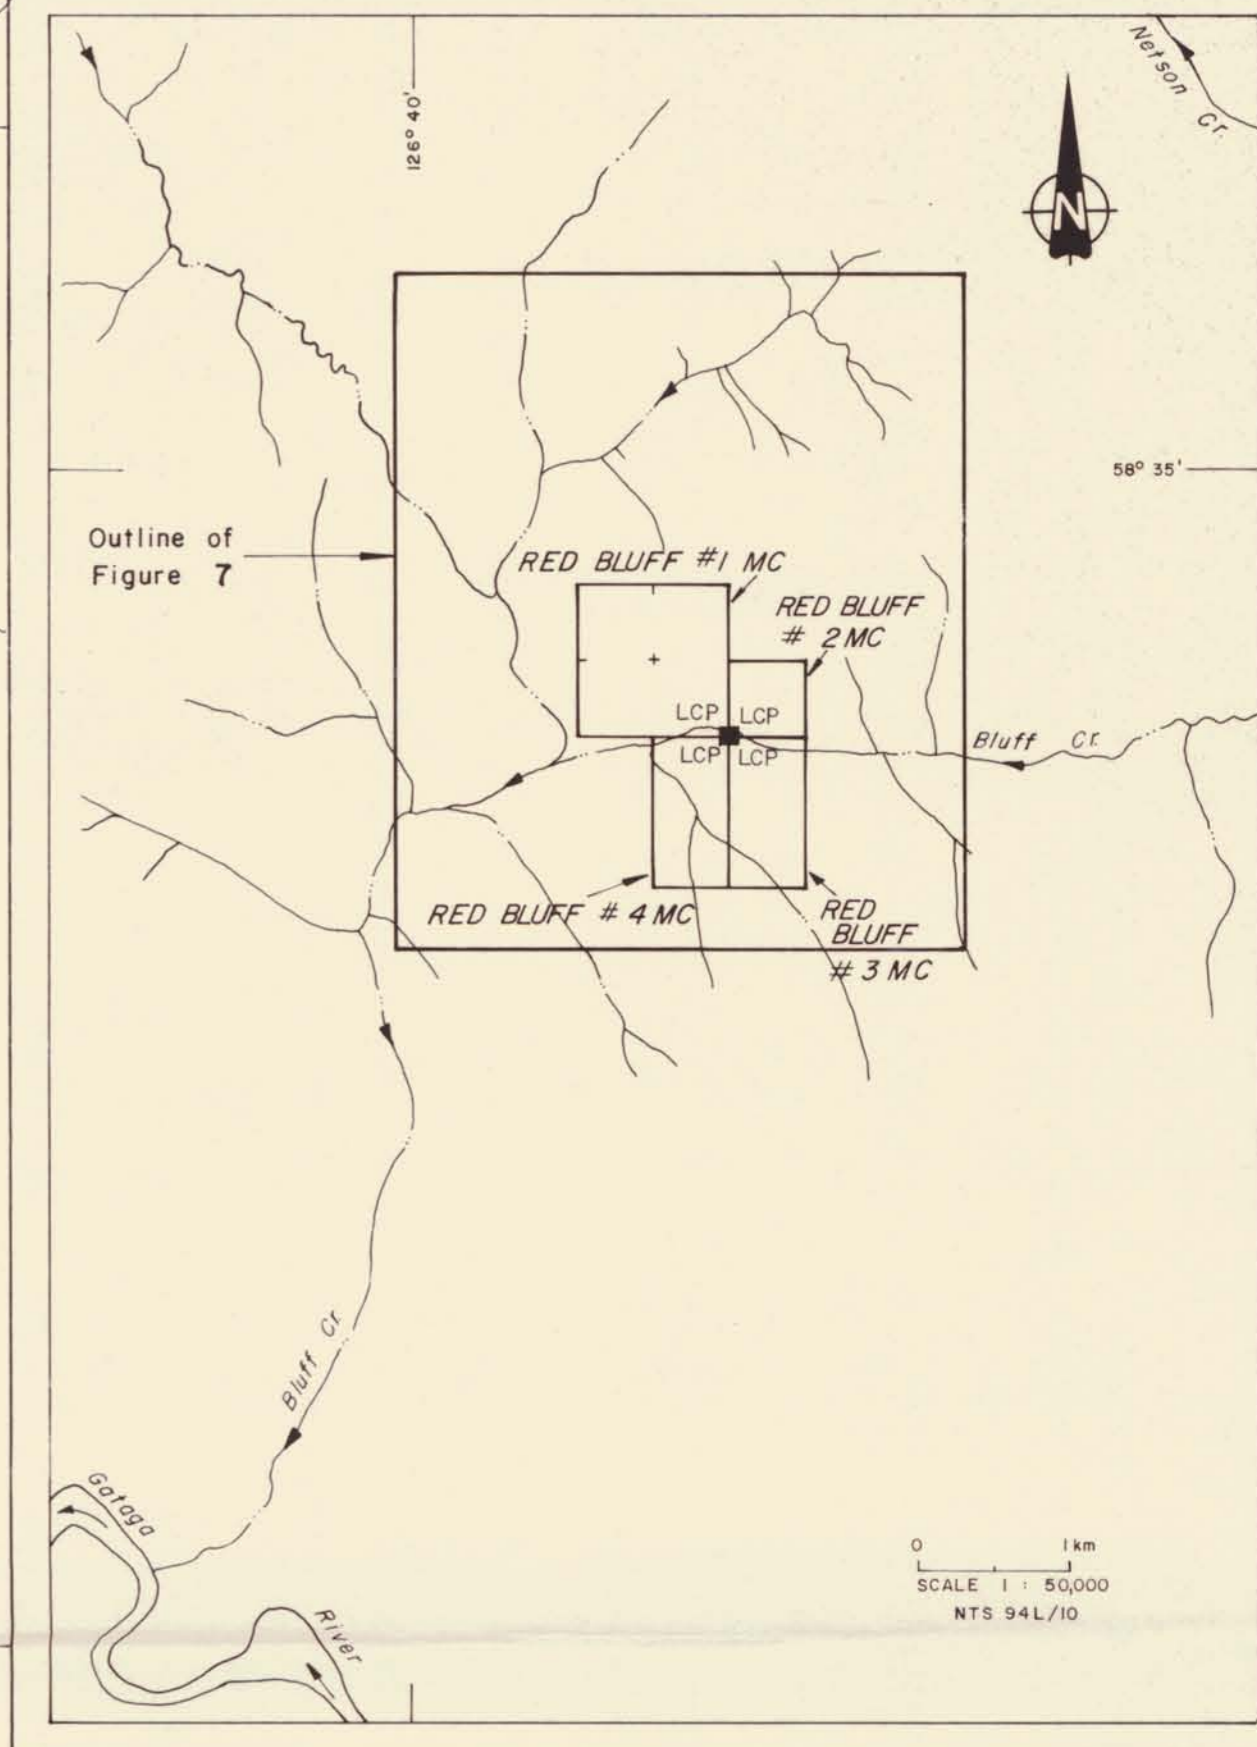 Netson
Cr.
126° 40'
N
58° 35'
Outline of
Figure 7
RED BLUFF #1 MC
RED BLUFF
# 2 MC
LCP LCP
LCP LCP
Bluff Cr.
RED BLUFF # 4 MC
RED
BLUFF
# 3 MC
Bluff Cr.
Gataga
River
0 1 km
SCALE 1 : 50,000
NTS 94L/10